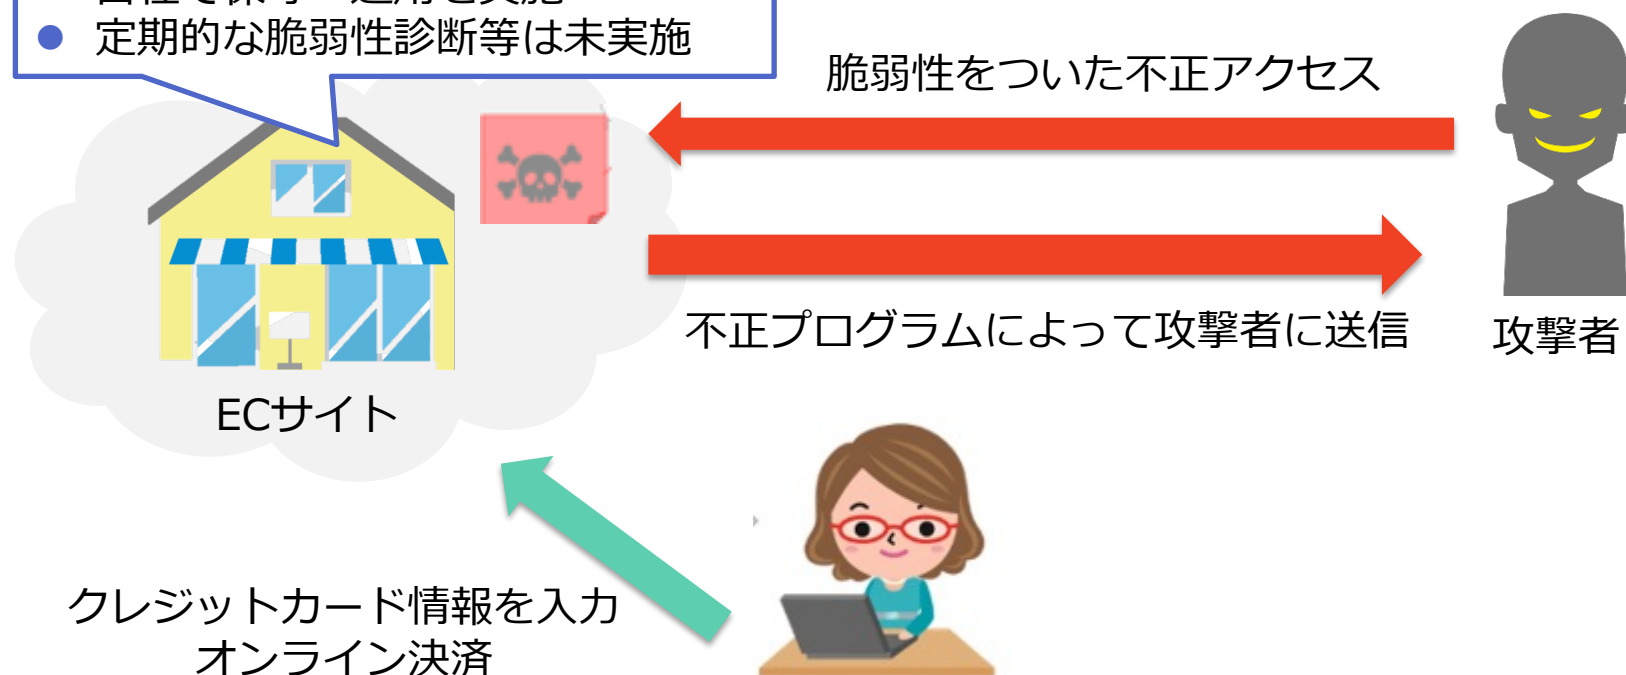 ● 定期的な脆弱性診断等は未実施
脆弱性をついた不正アクセス
不正プログラムによって攻撃者に送信
攻撃者
ECサイト
クレジットカード情報を入力
オンライン決済